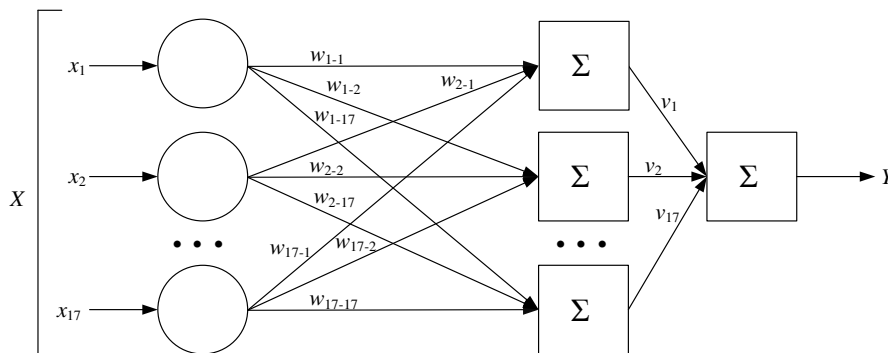 x1 w1-1 Σ
w2-1
w1-2 v1
w1-17
x2 w2-2 Σ v2 Σ Y
X
w2-17 v17
• • • w17-1 w17-2 • • •
x17 w17-17 Σ